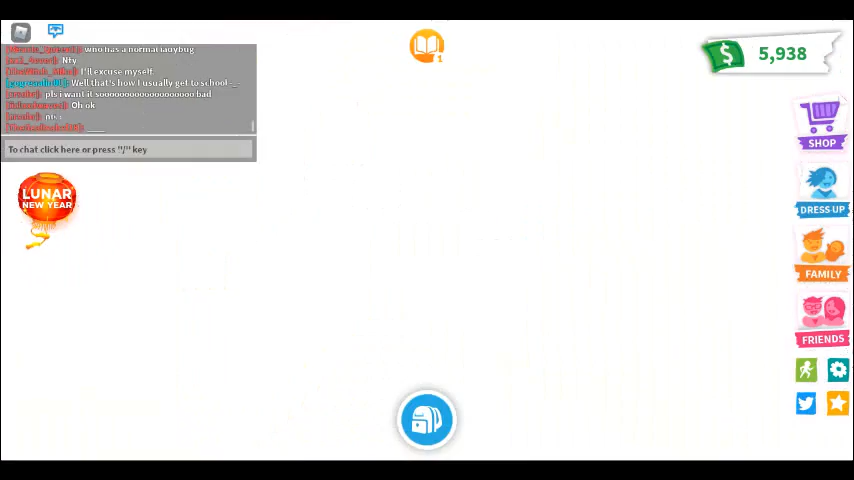 who has a normal ladybug
Nty
I'll excuse myself
Well that's how I usually get to school -_-
pls i want it soooooooooooooooooo bad
Oh ok
To chat click here or press "/" key
LUNAR
NEW YEAR
1
$ 5,938
SHOP
DRESS UP
FAMILY
FRIENDS